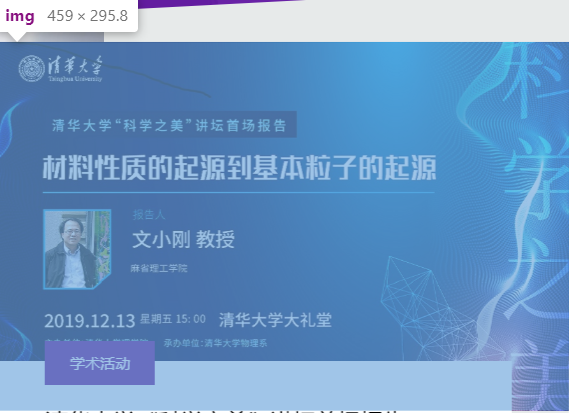 img 459 × 295.8
清华大学
Tsinghua University
清华大学“科学之美”讲坛首场报告
材料性质的起源到基本粒子的起源
报告人
文小刚 教授
麻省理工学院
2019.12.13 星期五 15: 00 清华大学大礼堂
承办单位: 清华大学物理系
学术活动
科学之美